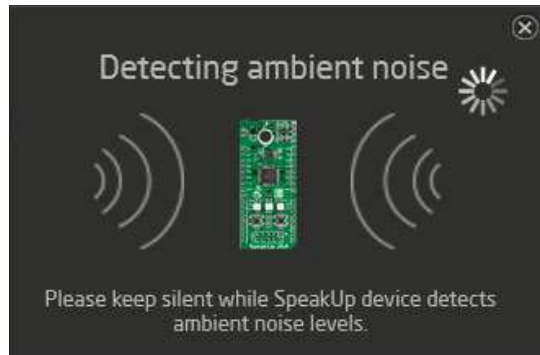 Detecting ambient noise
Please keep silent while SpeakUp device detects
ambient noise levels.